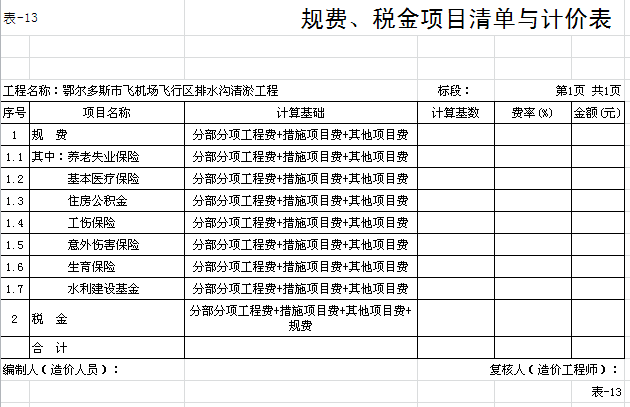 表-13
规费、税金项目清单与计价表
工程名称：鄂尔多斯市飞机场飞行区排水沟清淤工程 标段： 第1页 共1页
序号 项目名称 计算基础 计算基数 费率(%) 金额(元)
1 规 费 分部分项工程费+措施项目费+其他项目费
1.1 其中：养老失业保险 分部分项工程费+措施项目费+其他项目费
1.2 基本医疗保险 分部分项工程费+措施项目费+其他项目费
1.3 住房公积金 分部分项工程费+措施项目费+其他项目费
1.4 工伤保险 分部分项工程费+措施项目费+其他项目费
1.5 意外伤害保险 分部分项工程费+措施项目费+其他项目费
1.6 生育保险 分部分项工程费+措施项目费+其他项目费
1.7 水利建设基金 分部分项工程费+措施项目费+其他项目费
2 税 金 分部分项工程费+措施项目费+其他项目费+
规费
合 计
编制人（造价人员）： 复核人（造价工程师）：
表-13